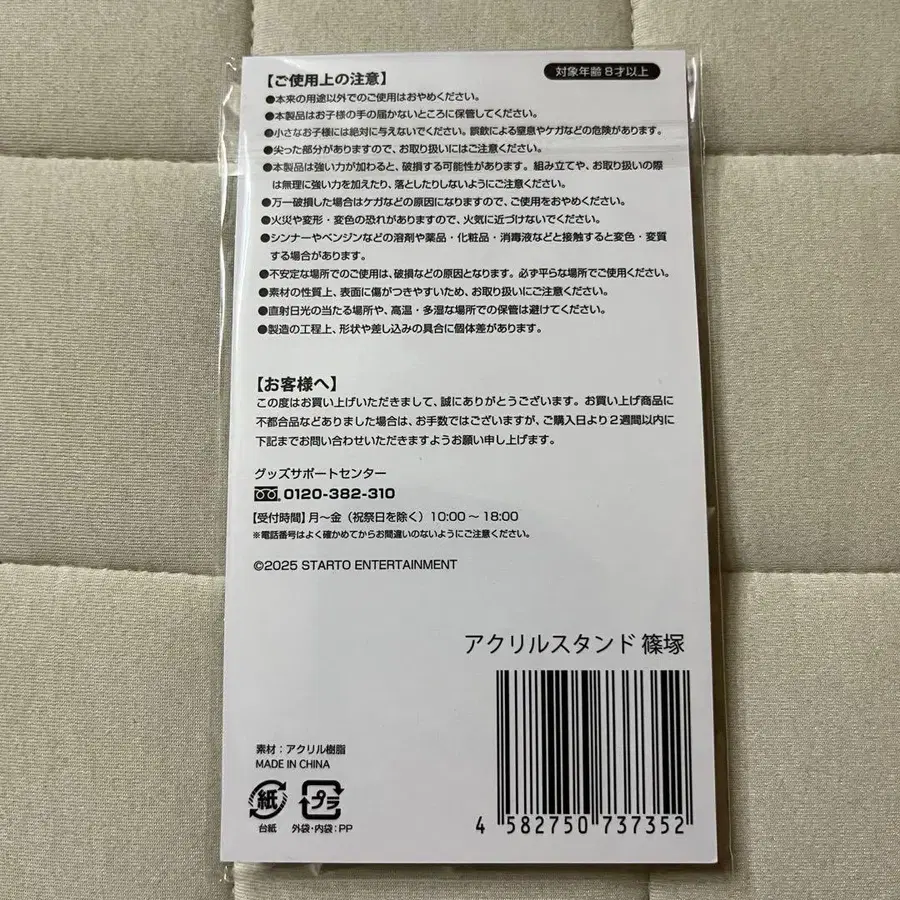 【ご使用上の注意】
対象年齢8才以上
●本来の用途以外でのご使用はおやめください。
●本製品はお子様の手の届かないところに保管してください。
●小さなお子様には絶対に与えないでください。誤飲による窒息やケガなどの危険があります。
●尖った部分がありますので、お取り扱いにはご注意ください。
●本製品は強い力が加わると、破損する可能性があります。組み立てや、お取り扱いの際
は無理に強い力を加えたり、落としたりしないようにご注意ください。
●万一破損した場合はケガなどの原因になりますので、ご使用をおやめください。
●火災や変形・変色の恐れがありますので、火気に近づけないでください。
●シンナーやベンジンなどの溶剤や薬品・化粧品・消毒液などと接触すると変色・変質
する場合があります。
●不安定な場所でのご使用は、破損などの原因となります。必ず平らな場所でご使用ください。
●素材の性質上、表面に傷がつきやすいため、お取り扱いにご注意ください。
●直射日光の当たる場所や、高温・多湿な場所での保管は避けてください。
●製造の工程上、形状や差し込みの具合に個体差があります。
【お客様へ】
この度はお買い上げいただきまして、誠にありがとうございます。お買い上げ商品に
不都合品などありました場合は、お手数ではございますが、ご購入日より2週間以内に
下記までお問い合わせいただきますようお願い申し上げます。
グッズサポートセンター
0120-382-310
【受付時間】月～金（祝祭日を除く）10:00～18:00
※電話番号はよく確かめてからお間違いのないようにご注意ください。
©2025 STARTO ENTERTAINMENT
アクリルスタンド 篠塚
素材：アクリル樹脂
MADE IN CHINA
紙
プラ
台紙
外袋・内袋：PP
4 582750 737352